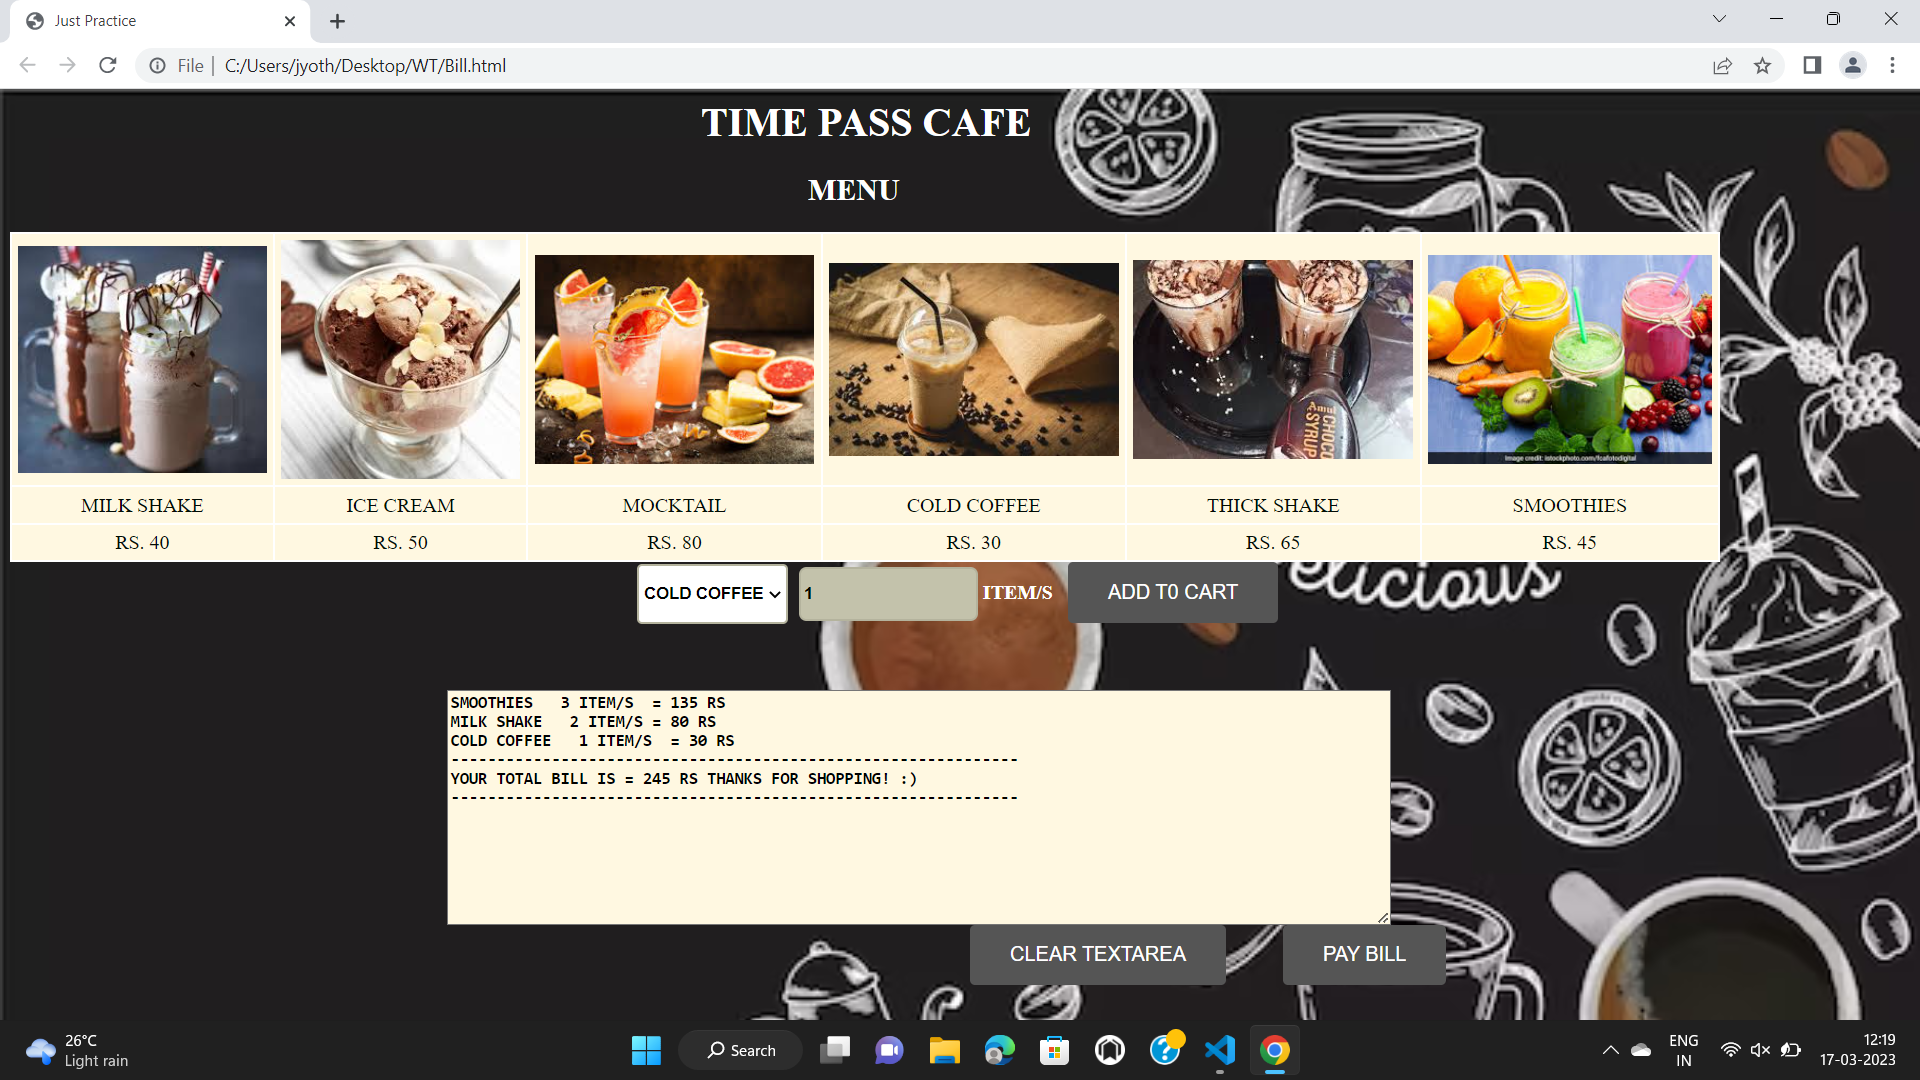 Just Practice
File | C:/Users/jyoth/Desktop/WT/Bill.html
TIME PASS CAFE
MENU
CHOCO
SYRUP
Image credit: istockphoto.com/fcafotodigital
MILK SHAKE ICE CREAM MOCKTAIL COLD COFFEE THICK SHAKE SMOOTHIES
RS. 40 RS. 50 RS. 80 RS. 30 RS. 65 RS. 45
COLD COFFEE 1 ITEM/S ADD T0 CART
elicious
SMOOTHIES   3 ITEM/S  = 135 RS
MILK SHAKE   2 ITEM/S = 80 RS
COLD COFFEE   1 ITEM/S  = 30 RS
--------------------------------------------------------------
YOUR TOTAL BILL IS = 245 RS THANKS FOR SHOPPING! :)
--------------------------------------------------------------
CLEAR TEXTAREA PAY BILL
26°C
Light rain
Search
ENG
IN
12:19
17-03-2023